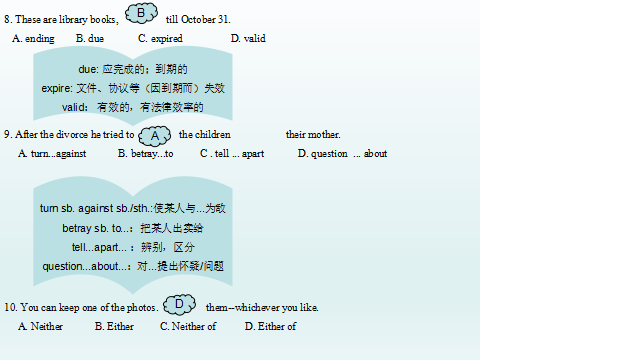 8. These are library books, B till October 31.
A. ending B. due C. expired D. valid
due: 应完成的；到期的
expire: 文件、协议等（因到期而）失效
valid： 有效的，有法律效率的
9. After the divorce he tried to A the children their mother.
A. turn...against B. betray...to C . tell ... apart D. question ... about
turn sb. against sb./sth.:使某人与...为敌
betray sb. to...：把某人出卖给
tell...apart...：辨别，区分
question...about...：对...提出怀疑/问题
10. You can keep one of the photos. D them--whichever you like.
A. Neither B. Either C. Neither of D. Either of